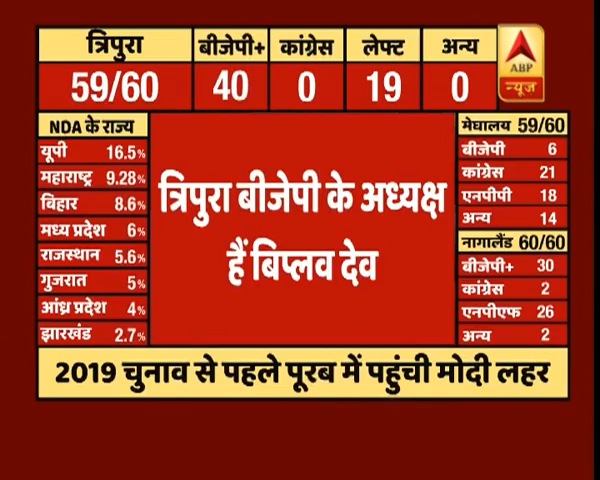 त्रिपुरा बीजेपी+ कांग्रेस लेफ्ट अन्य
59/60 40 0 19 0
ABP
न्यूज़
NDA के राज्य
यूपी 16.5%
महाराष्ट्र 9.28%
बिहार 8.6%
मध्य प्रदेश 6%
राजस्थान 5.6%
गुजरात 5%
आंध्र प्रदेश 4%
झारखंड 2.7%
त्रिपुरा बीजेपी के अध्यक्ष
हैं बिप्लव देव
मेघालय 59/60
बीजेपी 6
कांग्रेस 21
एनपीपी 18
अन्य 14
नागालैंड 60/60
बीजेपी+ 30
कांग्रेस 2
एनपीएफ 26
अन्य 2
2019 चुनाव से पहले पूरब में पहुंची मोदी लहर